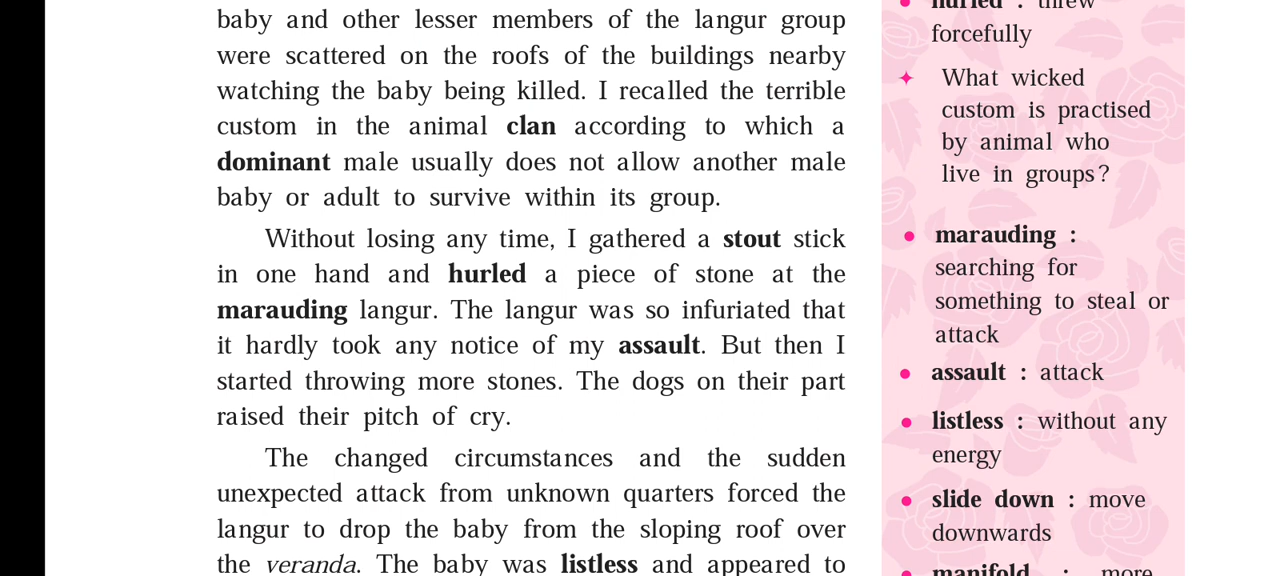 baby and other lesser members of the langur group
were scattered on the roofs of the buildings nearby
watching the baby being killed. I recalled the terrible
custom in the animal clan according to which a
dominant male usually does not allow another male
baby or adult to survive within its group.
Without losing any time, I gathered a stout stick
in one hand and hurled a piece of stone at the
marauding langur. The langur was so infuriated that
it hardly took any notice of my assault. But then I
started throwing more stones. The dogs on their part
raised their pitch of cry.
The changed circumstances and the sudden
unexpected attack from unknown quarters forced the
langur to drop the baby from the sloping roof over
the veranda. The baby was listless and appeared to
hurled : threw
forcefully
What wicked
custom is practised
by animal who
live in groups?
marauding :
searching for
something to steal or
attack
assault : attack
listless : without any
energy
slide down : move
downwards
manifold : more